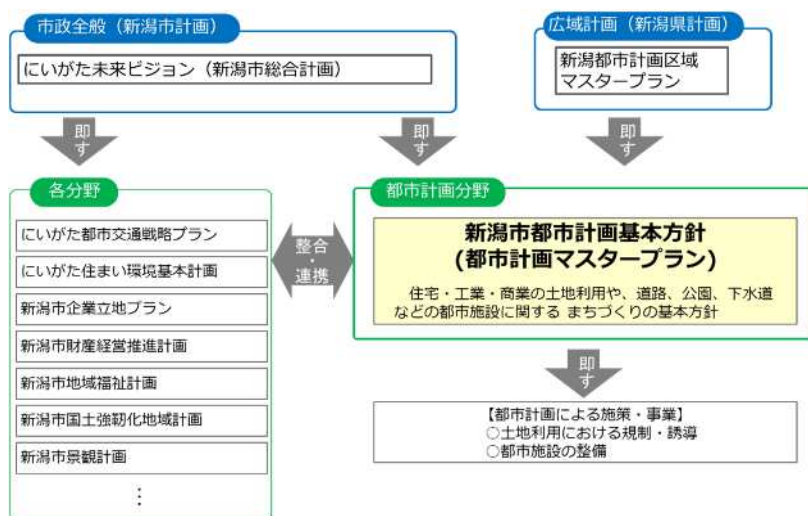 市政全般（新潟市計画）
にいがた未来ビジョン（新潟市総合計画）
広域計画（新潟県計画）
新潟都市計画区域
マスタープラン
即す
即す
即す
各分野
にいがた都市交通戦略プラン
にいがた住まい環境基本計画
新潟市企業立地プラン
新潟市財産経営推進計画
新潟市地域福祉計画
新潟市国土強靭化地域計画
新潟市景観計画
⋮
整合
・
連携
都市計画分野
新潟市都市計画基本方針
(都市計画マスタープラン)
住宅・工業・商業の土地利用や、道路、公園、下水道
などの都市施設に関する まちづくりの基本方針
即す
【都市計画による施策・事業】
○土地利用における規制・誘導
○都市施設の整備